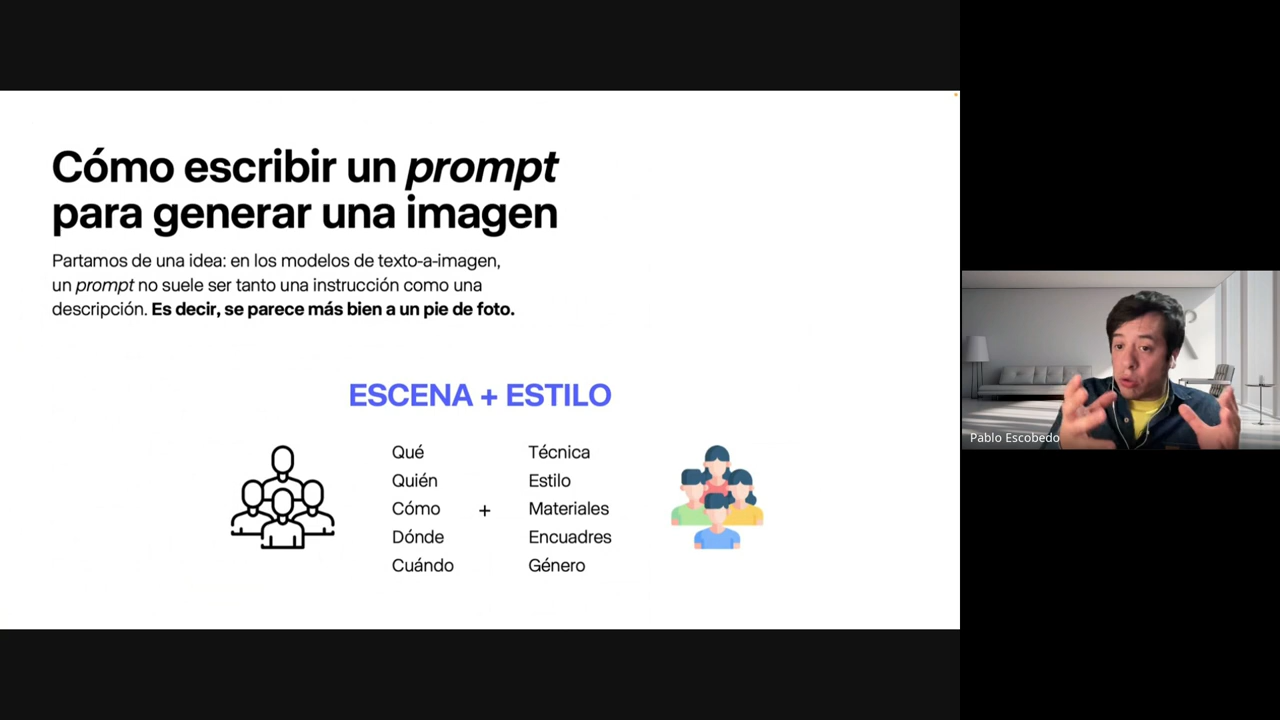 Cómo escribir un prompt
para generar una imagen
Partamos de una idea: en los modelos de texto-a-imagen,
un prompt no suele ser tanto una instrucción como una
descripción. Es decir, se parece más bien a un pie de foto.
ESCENA + ESTILO
Qué
Quién
Cómo
Dónde
Cuándo
+
Técnica
Estilo
Materiales
Encuadres
Género
Pablo Escobedo